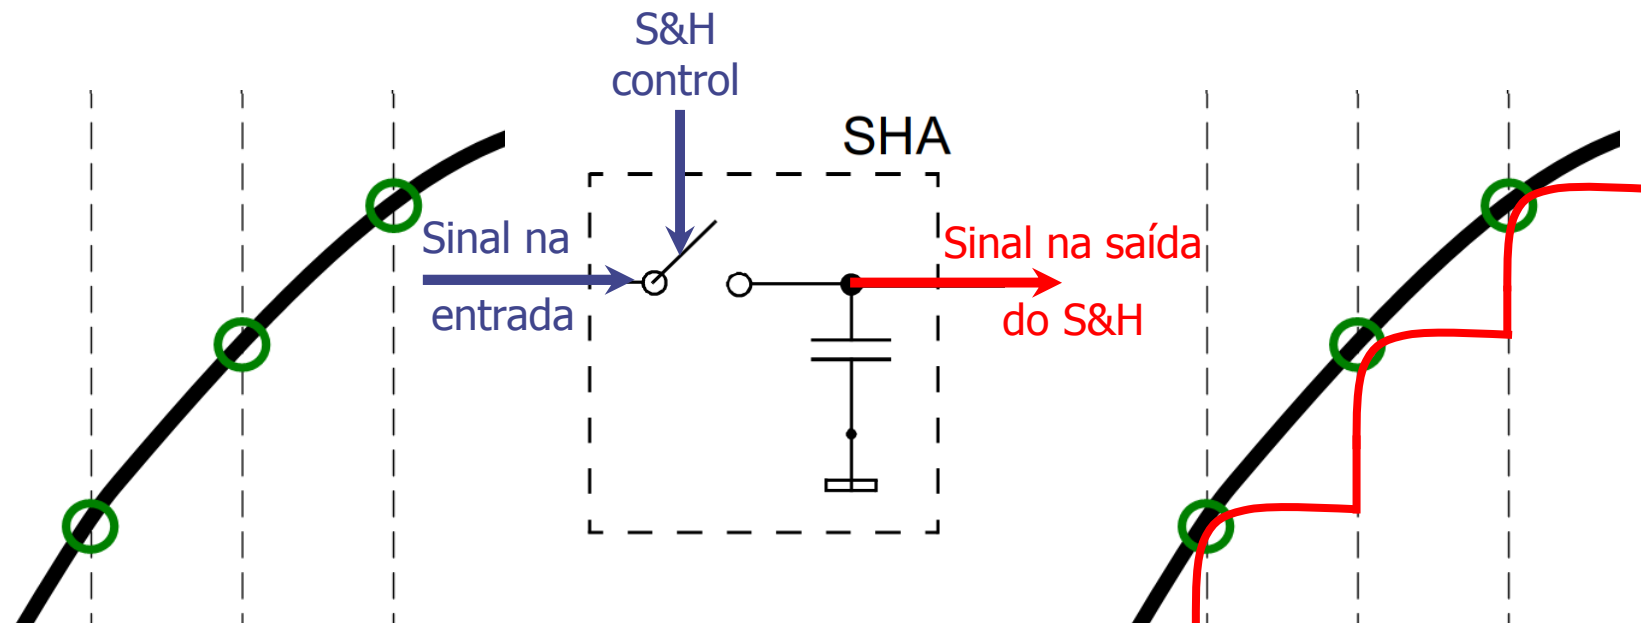 S&H
control
SHA
Sinal na
entrada
Sinal na saída
do S&H